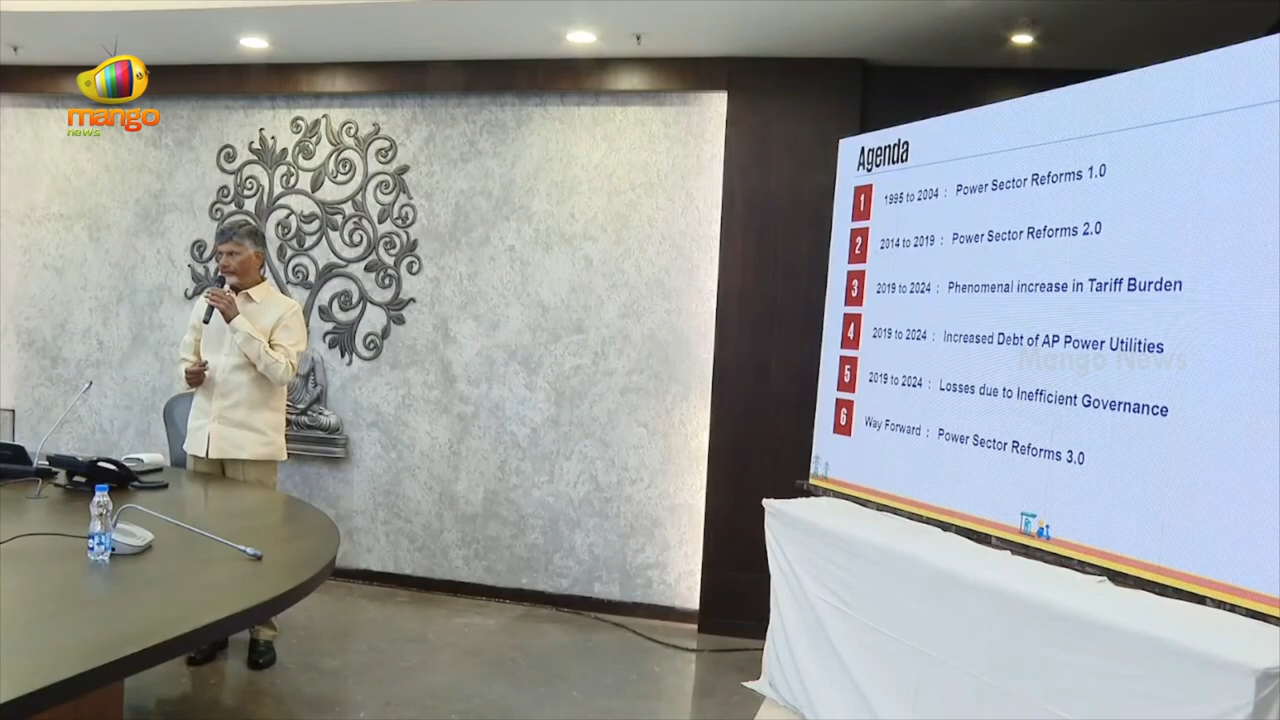 mango
news
Agenda
1 1995 to 2004 : Power Sector Reforms 1.0
2 2014 to 2019 : Power Sector Reforms 2.0
3 2019 to 2024 : Phenomenal increase in Tariff Burden
4 2019 to 2024 : Increased Debt of AP Power Utilities
Mango News
5 2019 to 2024 : Losses due to Inefficient Governance
6 Way Forward : Power Sector Reforms 3.0